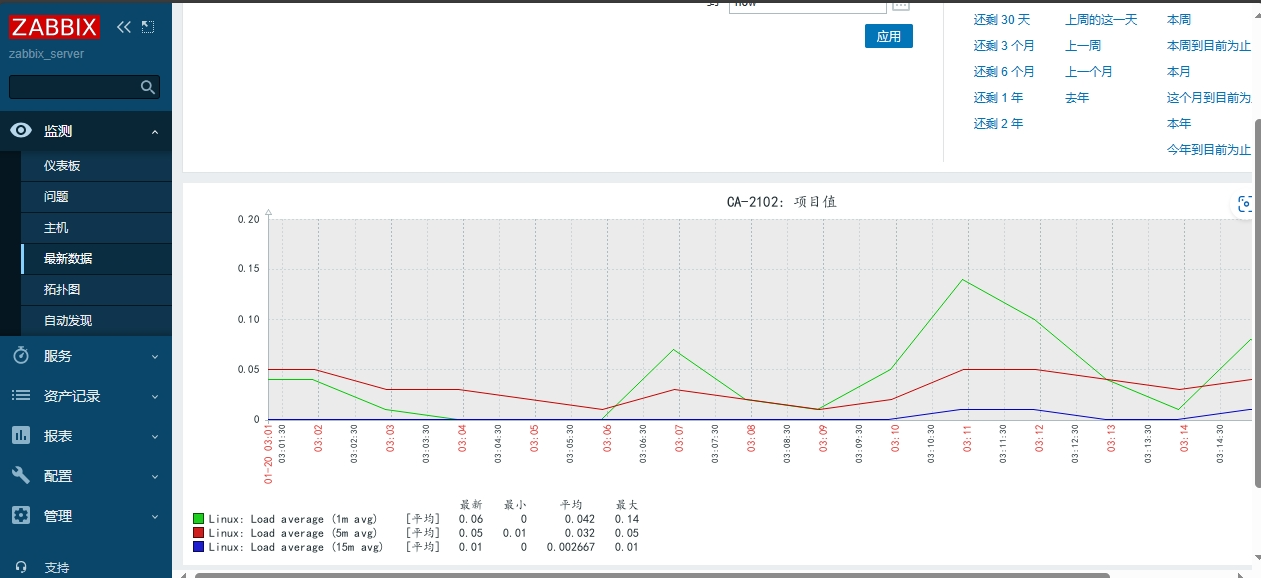 ZABBIX
zabbix_server
监测
仪表板
问题
主机
最新数据
拓扑图
自动发现
服务
资产记录
报表
配置
管理
支持
应用
还剩 30 天 上周的这一天 本周
还剩 3 个月 上一周 本周到目前为止
还剩 6 个月 上一个月 本月
还剩 1 年 去年 这个月到目前为
还剩 2 年 本年
今年到目前为止
CA-2102: 项目值
0.20
0.15
0.10
0.05
0
01-20 03:01 03:01:30 03:02 03:02:30 03:03 03:03:30 03:04 03:04:30 03:05 03:05:30 03:06 03:06:30 03:07 03:07:30 03:08 03:08:30 03:09 03:09:30 03:10 03:10:30 03:11 03:11:30 03:12 03:12:30 03:13 03:13:30 03:14 03:14:30
最新 最小 平均 最大
Linux: Load average (1m avg) [平均] 0.06 0 0.042 0.14
Linux: Load average (5m avg) [平均] 0.05 0.01 0.032 0.05
Linux: Load average (15m avg) [平均] 0.01 0 0.002667 0.01